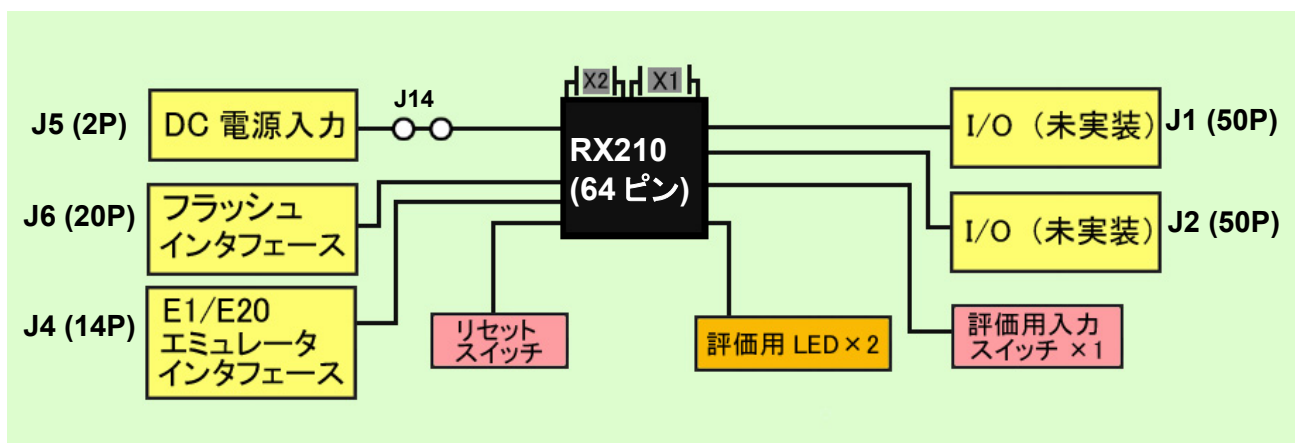 X2
X1
J14
J5 (2P)
DC 電源入力
RX210
(64 ピン)
I/O (未実装)
J1 (50P)
J6 (20P)
フラッシュ
インタフェース
I/O (未実装)
J2 (50P)
J4 (14P)
E1/E20
エミュレータ
インタフェース
リセット
スイッチ
評価用 LED×2
評価用入力
スイッチ ×1